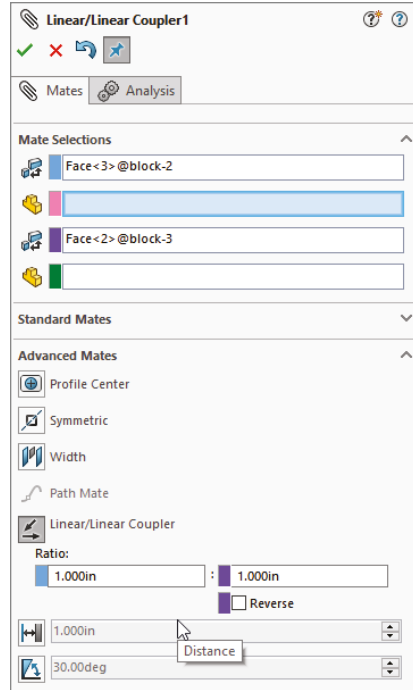 Linear/Linear Coupler1
Mates Analysis
Mate Selections
Face<3>@block-2
Face<2>@block-3
Standard Mates
Advanced Mates
Profile Center
Symmetric
Width
Path Mate
Linear/Linear Coupler
Ratio:
1.000in : 1.000in
Reverse
1.000in
Distance
30.00deg